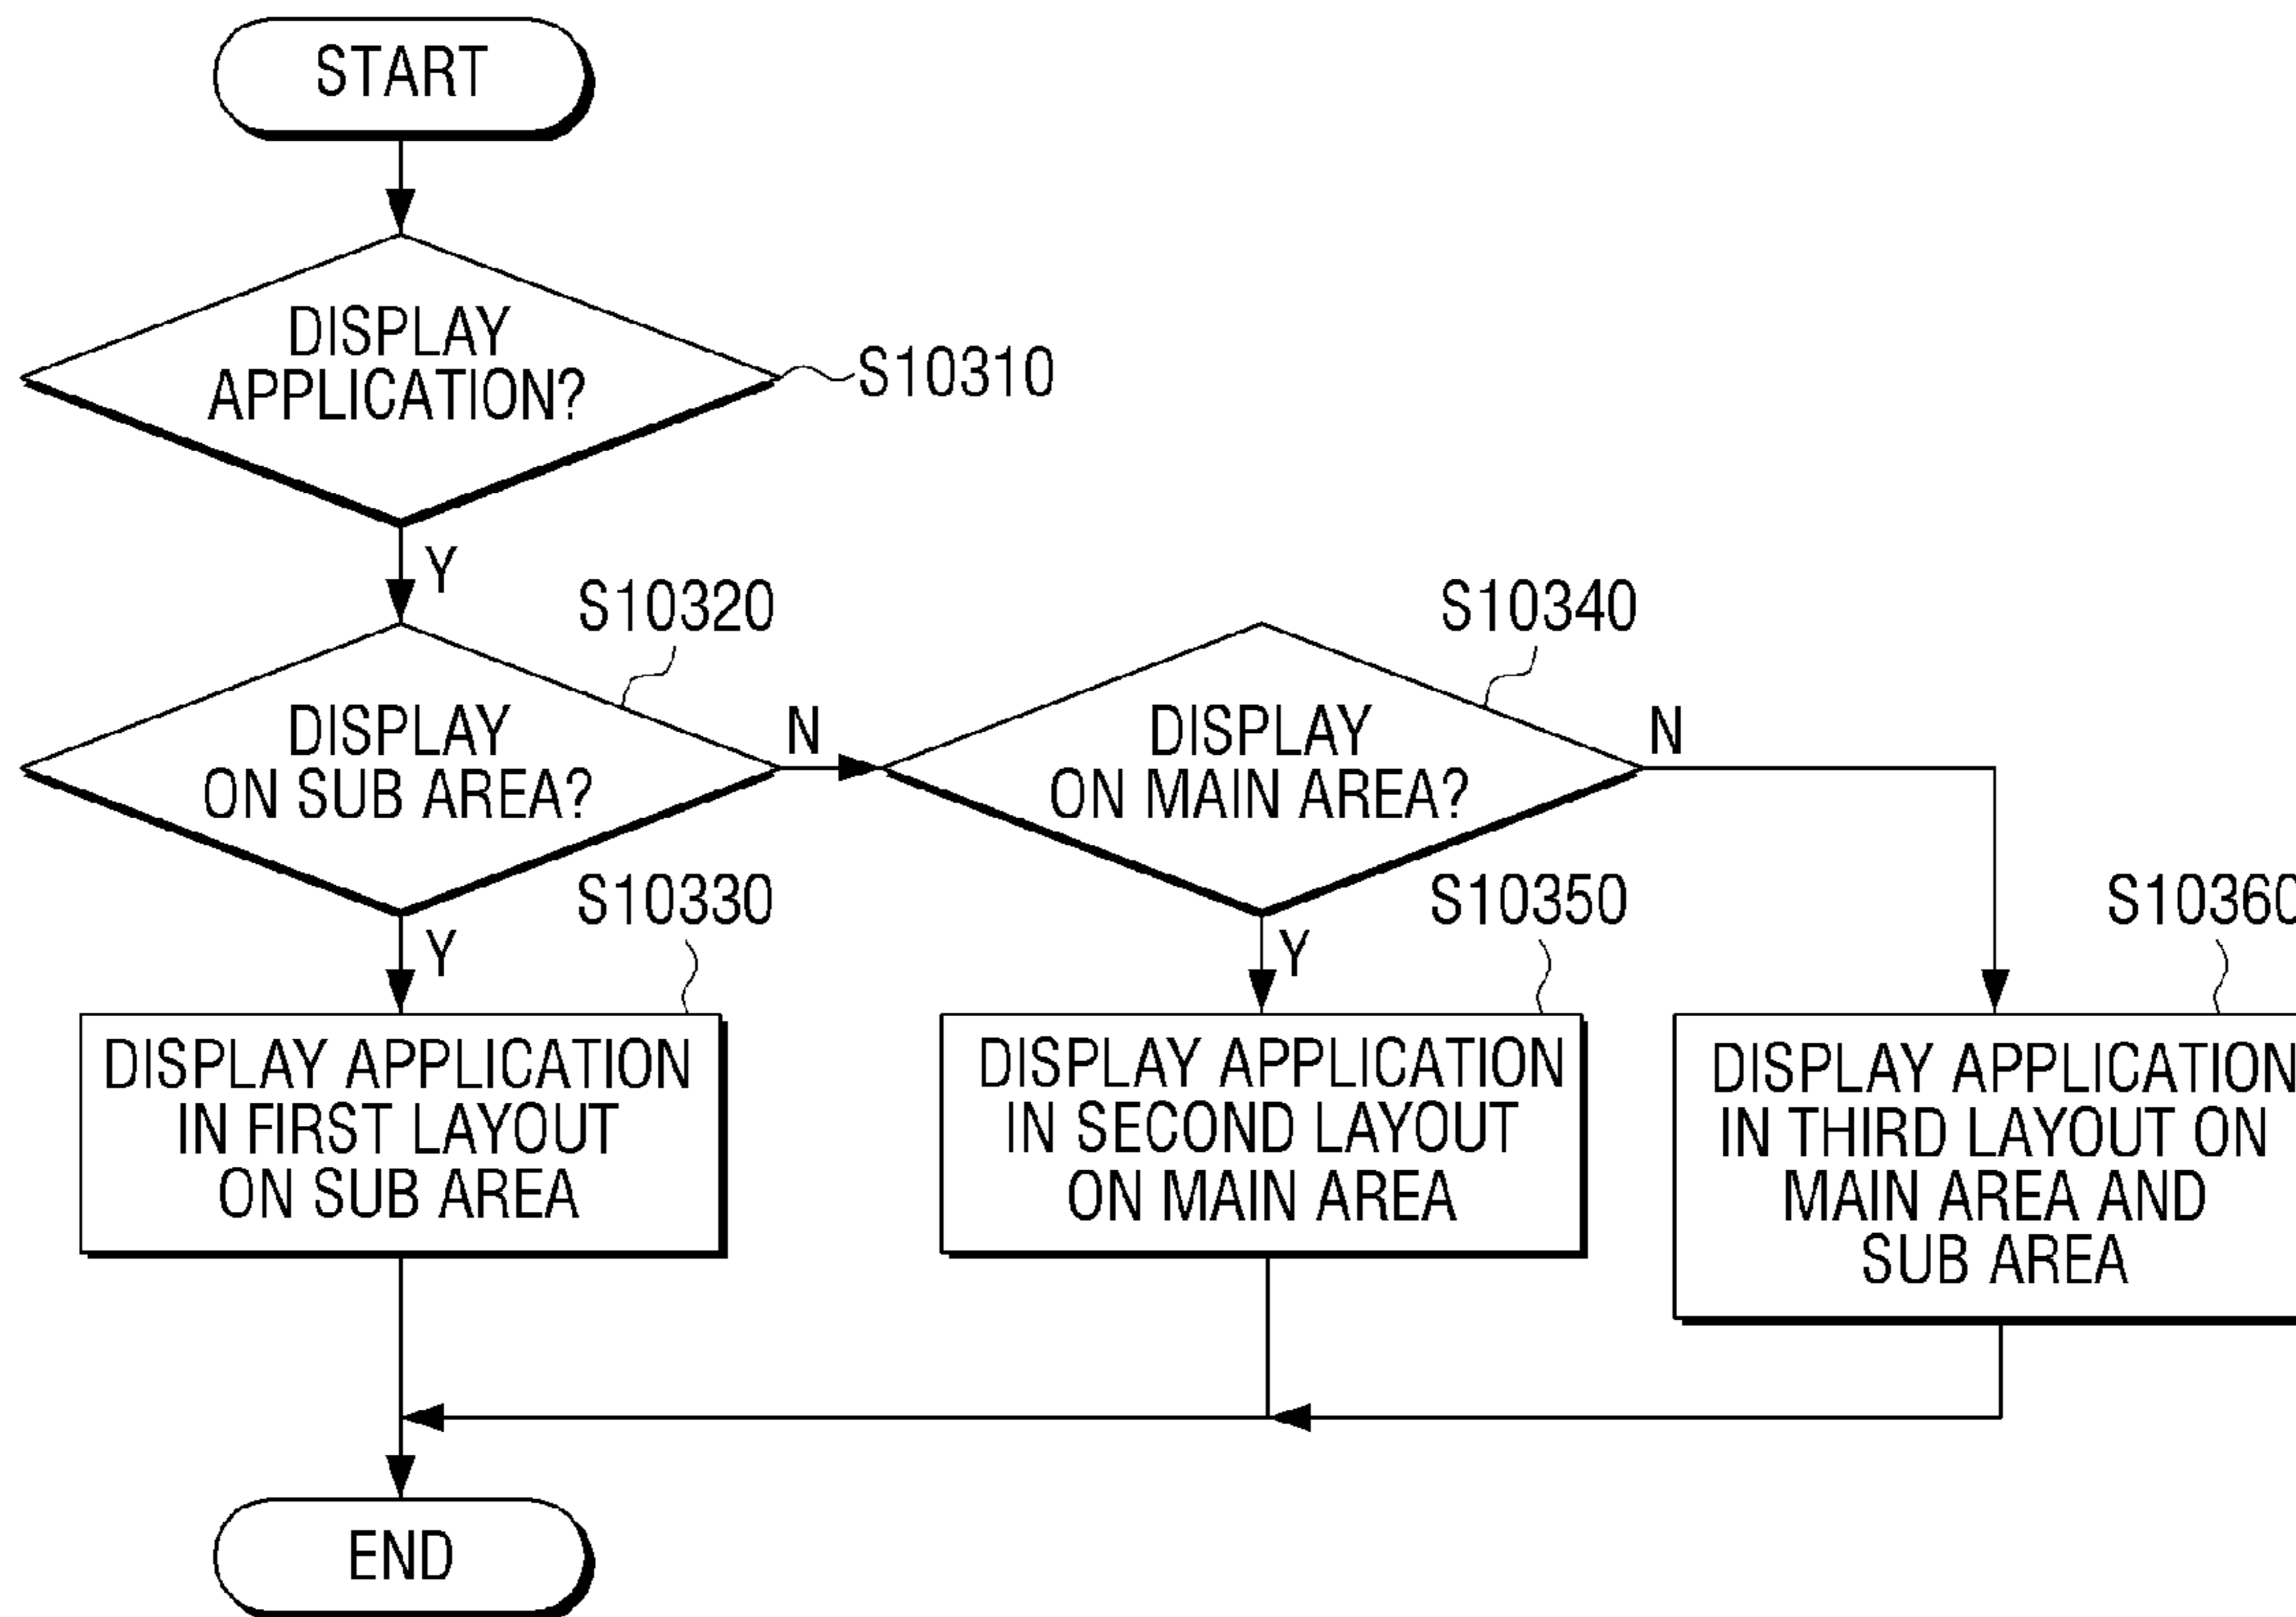 START
DISPLAY
APPLICATION?
S10310
Y
S10320
S10340
DISPLAY
ON SUB AREA?
N
DISPLAY
ON MAIN AREA?
N
S10330
S10350
S10360
Y
Y
DISPLAY APPLICATION
IN FIRST LAYOUT
ON SUB AREA
DISPLAY APPLICATION
IN SECOND LAYOUT
ON MAIN AREA
DISPLAY APPLICATION
IN THIRD LAYOUT ON
MAIN AREA AND
SUB AREA
END